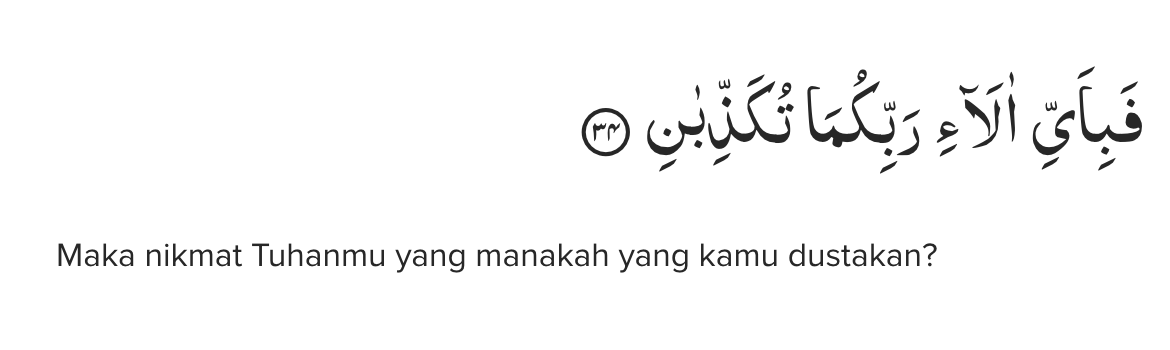 فَبِاَيِّ اٰلَاۤءِ رَبِّكُمَا تُكَذِّبٰنِ ۝٣٤
Maka nikmat Tuhanmu yang manakah yang kamu dustakan?